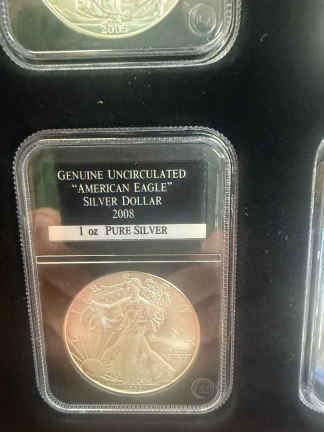 GENUINE UNCIRCULATED
"AMERICAN EAGLE"
SILVER DOLLAR
2008
1 oz PURE SILVER